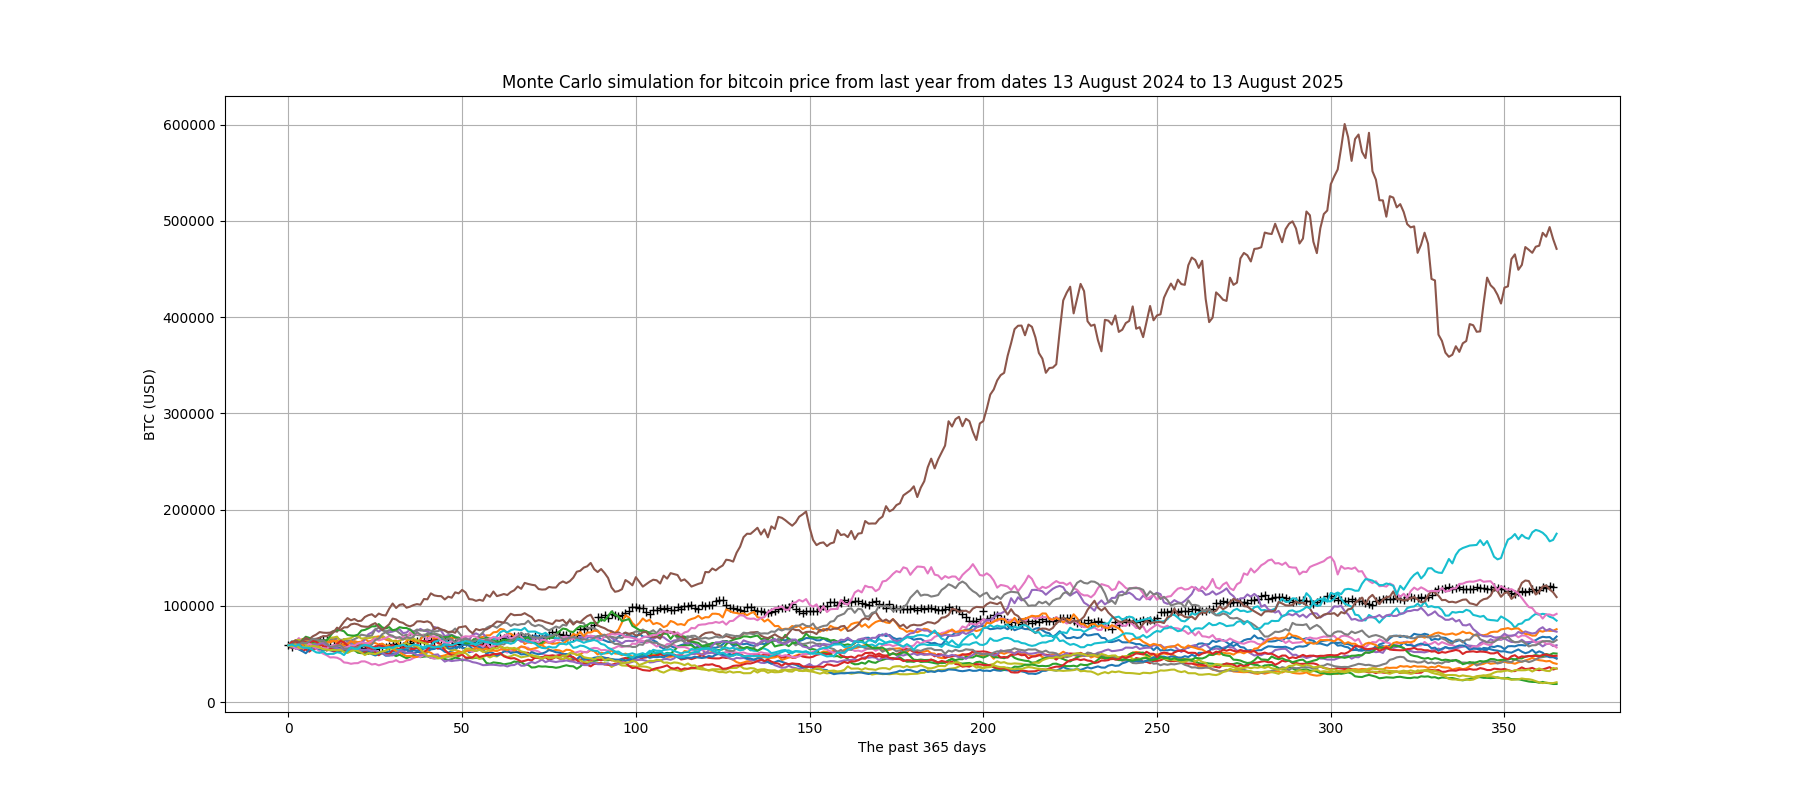 Monte Carlo simulation for bitcoin price from last year from dates 13 August 2024 to 13 August 2025
600000
500000
400000
300000
200000
100000
0
BTC (USD)
0 50 100 150 200 250 300 350
The past 365 days